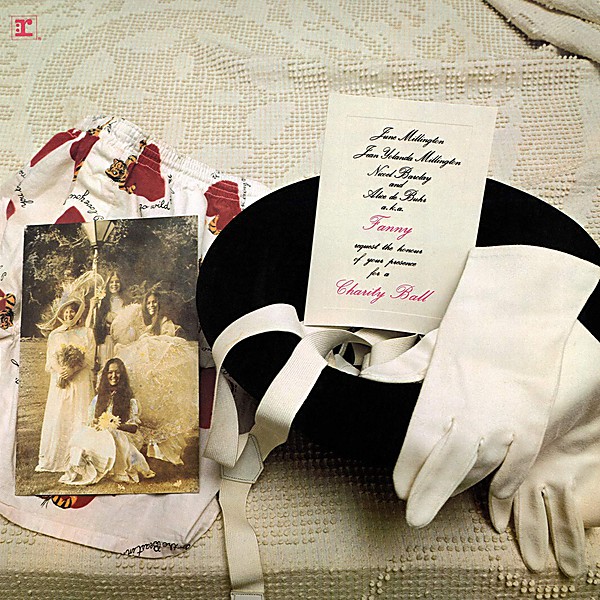 r
June Millington
Jean Yolanda Millington
Nicol Barclay
and
Alice de Buhr
a.k.a.
Fanny
request the honour
of your presence
for a
Charity Ball